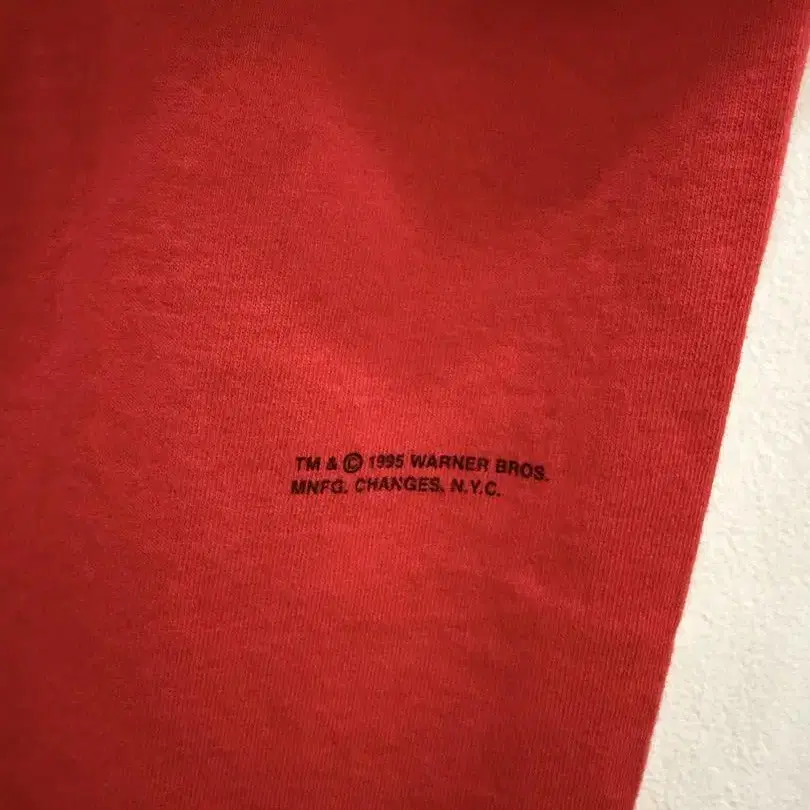 TM & © 1995 WARNER BROS.
MNFG. CHANGES, N.Y.C.